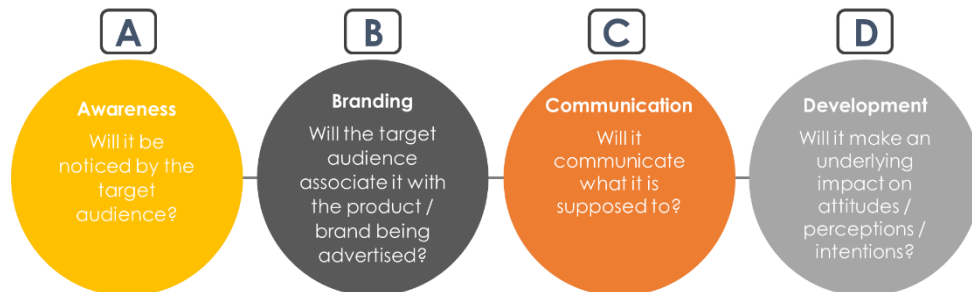 A
B
C
D
Awareness
Will it be
noticed by the
target
audience?
Branding
Will the target
audience
associate it with
the product /
brand being
advertised?
Communication
Will it
communicate
what it is
supposed to?
Development
Will it make an
underlying
impact on
attitudes /
perceptions /
intentions?